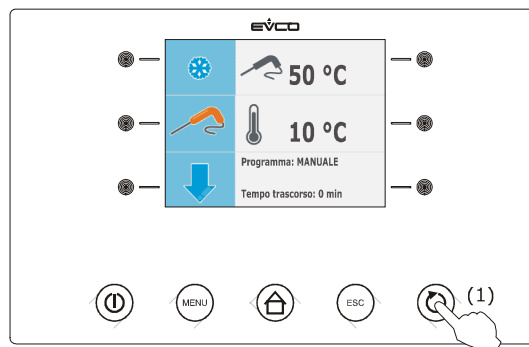 EVCO
50 °C
10 °C
Programma: MANUALE
Tempo trascorso: 0 min
MENU
ESC
(1)